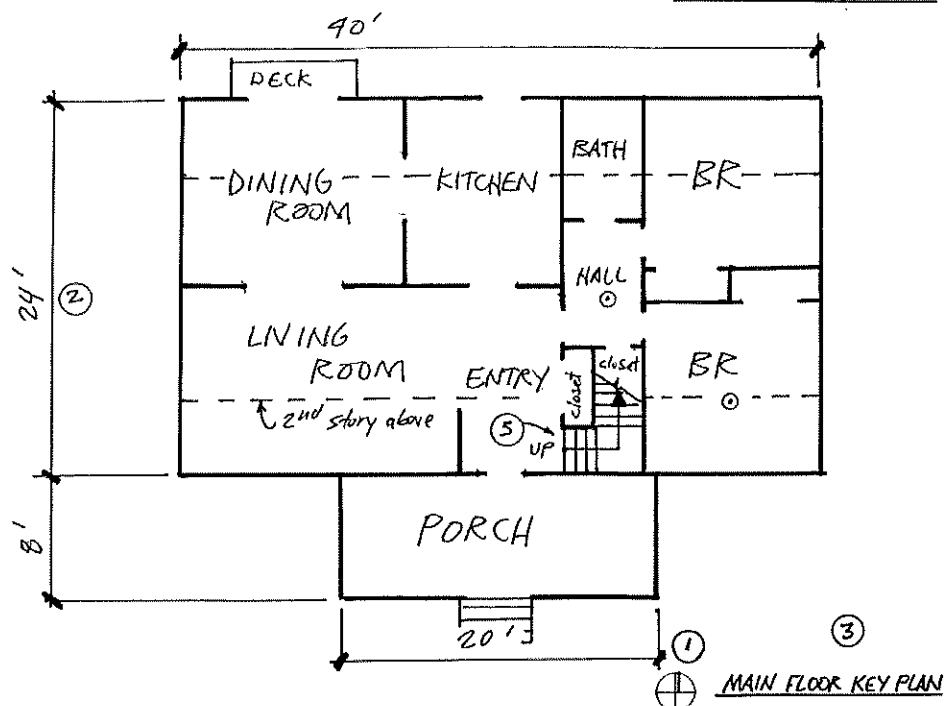 40'
DECK
BATH
DINING
ROOM
KITCHEN
BR
24'
2
HALL
LIVING
ROOM
ENTRY
closet
closet
BR
2nd story above
5
UP
8'
PORCH
20'
1
3
MAIN FLOOR KEY PLAN